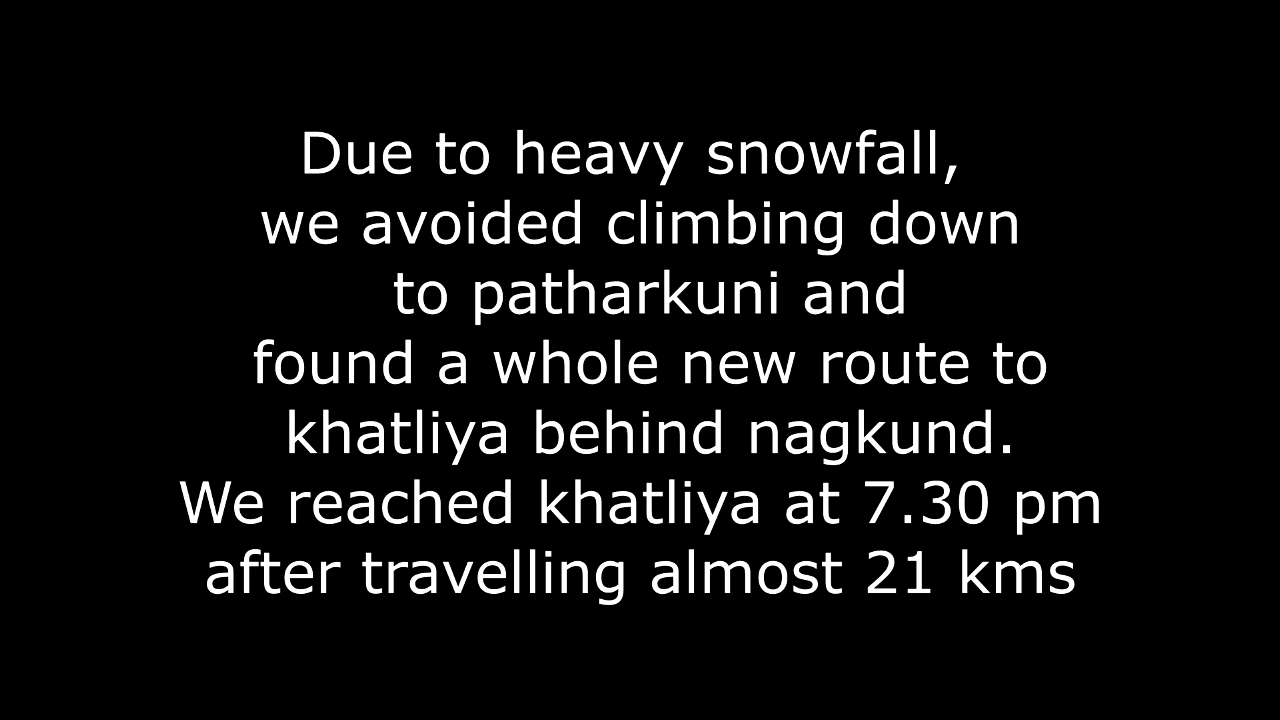 Due to heavy snowfall,
we avoided climbing down
to patharkuni and
found a whole new route to
khatliya behind nagkund.
We reached khatliya at 7.30 pm
after travelling almost 21 kms